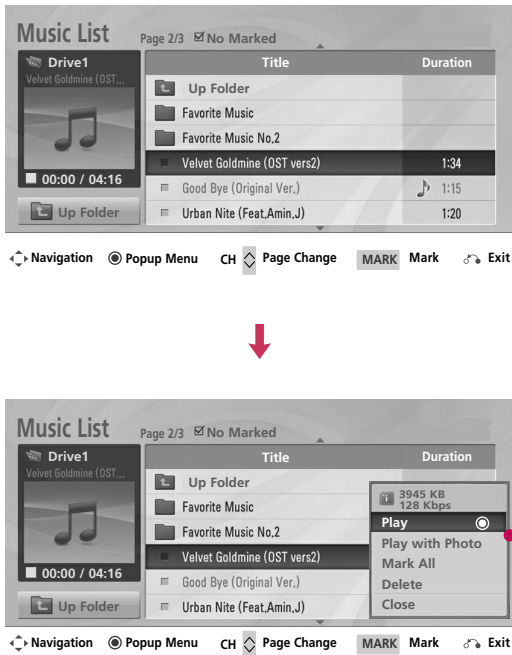 Music List Page 2/3 No Marked
Drive1
Velvet Goldmine (OST...
00:00 / 04:16
Up Folder
Title Duration
Up Folder
Favorite Music
Favorite Music No,2
Velvet Goldmine (OST vers2) 1:34
Good Bye (Original Ver,) 1:15
Urban Nite (Feat,Amin,J) 1:20
Navigation Popup Menu CH Page Change MARK Mark Exit
Music List Page 2/3 No Marked
Drive1
Velvet Goldmine (OST...
00:00 / 04:16
Up Folder
Title Duration
Up Folder
Favorite Music
Favorite Music No,2
Velvet Goldmine (OST vers2)
Good Bye (Original Ver,)
Urban Nite (Feat,Amin,J)
3945 KB
128 Kbps
Play
Play with Photo
Mark All
Delete
Close
Navigation Popup Menu CH Page Change MARK Mark Exit